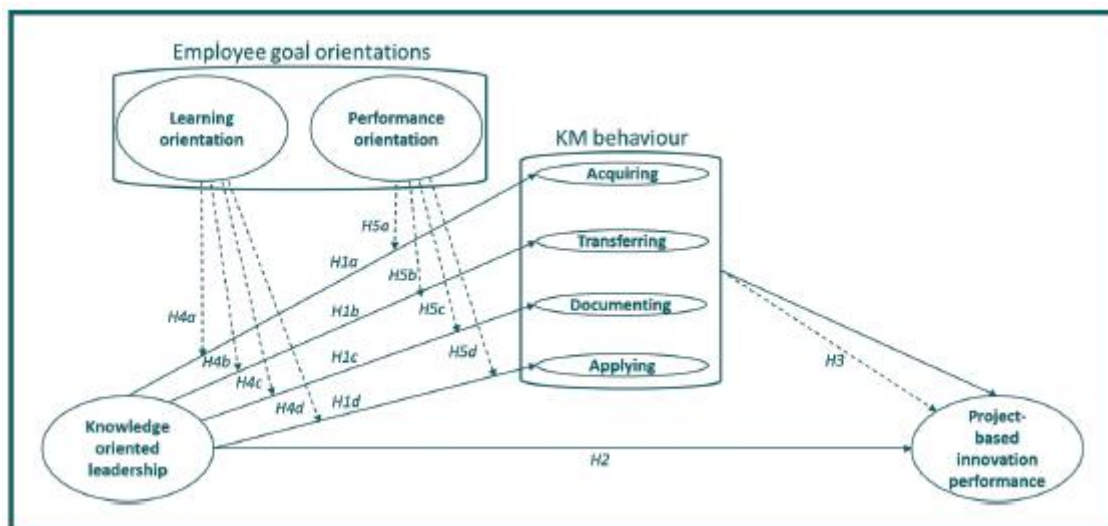 Employee goal orientations
Learning
orientation
Performance
orientation
KM behaviour
Acquiring
Transferring
Documenting
Applying
H5a
H1a
H5b
H4a
H1b
H5c
H4b
H1c
H5d
H4c
H4d
H1d
H3
Knowledge
oriented
leadership
H2
Project-
based
innovation
performance